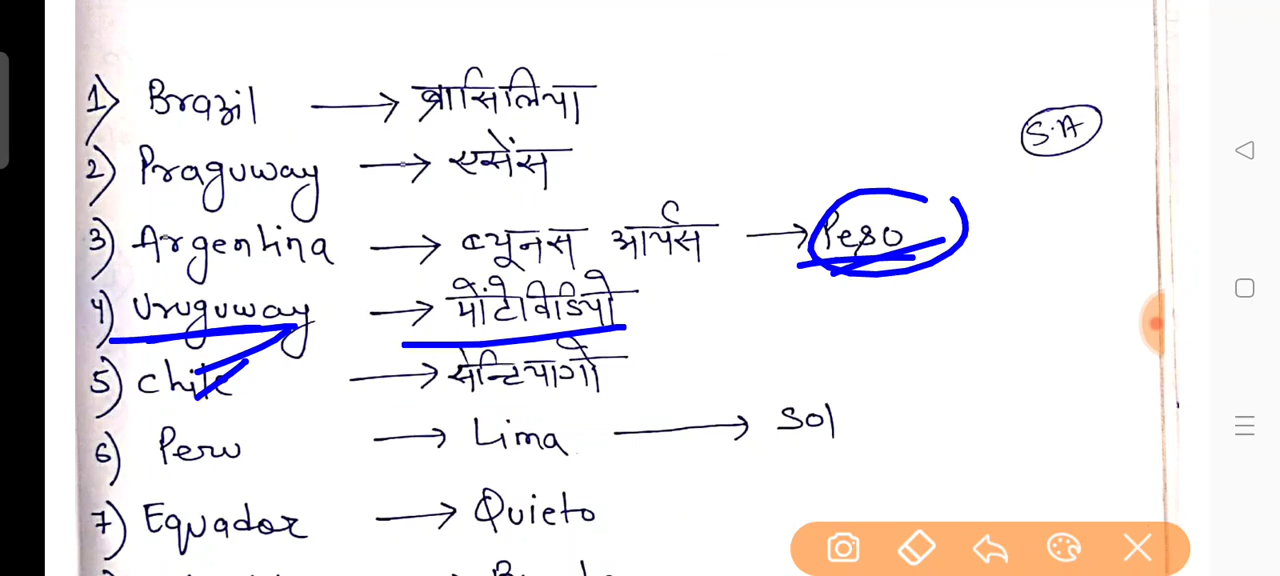 1) Brazil → ब्रासिलिया
S.A
2) Praguway → एसेंस
3) Argentina → ब्यूनस आयर्स → Peso
4) Uruguway → मोंटेविडियो
5) Chile → सेन्टियागो
6) Peru → Lima → Sol
7) Equador → Quieto